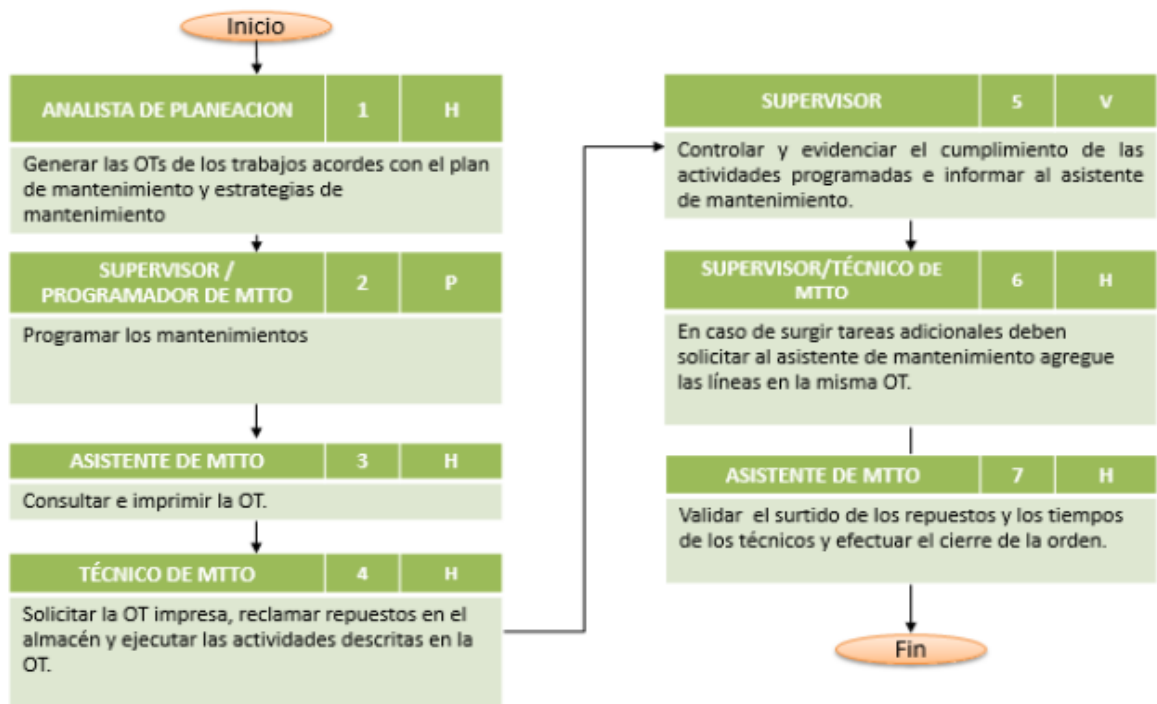 Inicio
ANALISTA DE PLANEACION 1 H
Generar las OTs de los trabajos acordes con el plan
de mantenimiento y estrategias de
mantenimiento
SUPERVISOR /
PROGRAMADOR DE MTTO 2 P
Programar los mantenimientos
ASISTENTE DE MTTO 3 H
Consultar e imprimir la OT.
TÉCNICO DE MTTO 4 H
Solicitar la OT impresa, reclamar repuestos en el
almacén y ejecutar las actividades descritas en la
OT.
SUPERVISOR 5 V
Controlar y evidenciar el cumplimiento de las
actividades programadas e informar al asistente
de mantenimiento.
SUPERVISOR/TÉCNICO DE
MTTO 6 H
En caso de surgir tareas adicionales deben
solicitar al asistente de mantenimiento agregue
las líneas en la misma OT.
ASISTENTE DE MTTO 7 H
Validar el surtido de los repuestos y los tiempos
de los técnicos y efectuar el cierre de la orden.
Fin